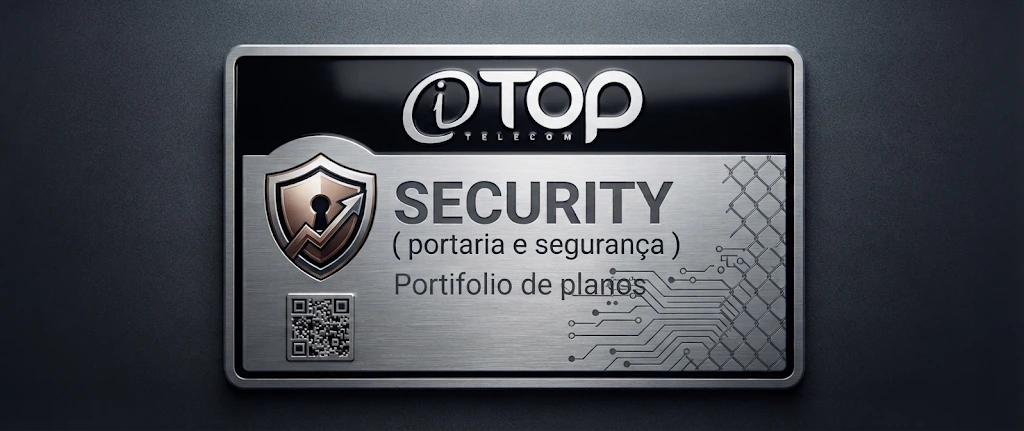 iTOP
TELECOM
SECURITY
( portaria e segurança )
Portifolio de planos